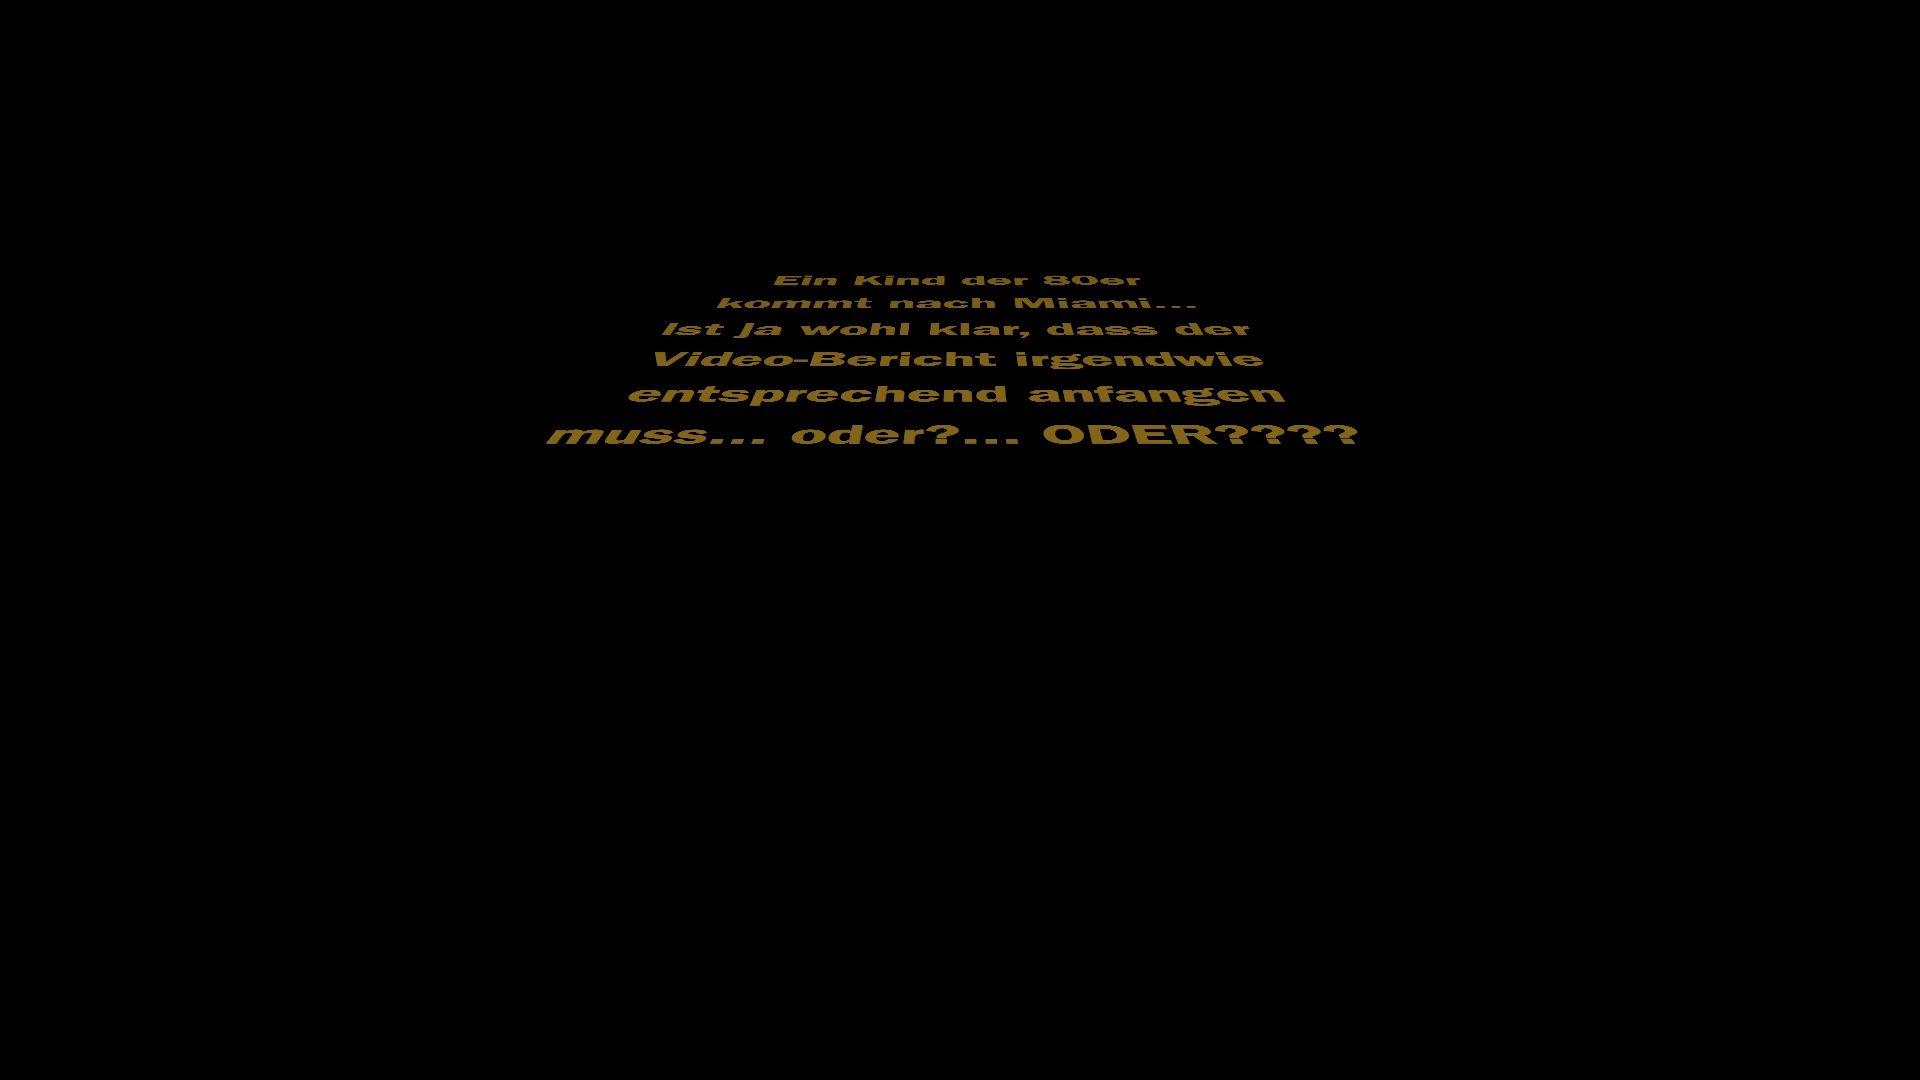 Ein Kind der 80er
kommt nach Miami...
Ist ja wohl klar, dass der
Video-Bericht irgendwie
entsprechend anfangen
muss... oder?... ODER????